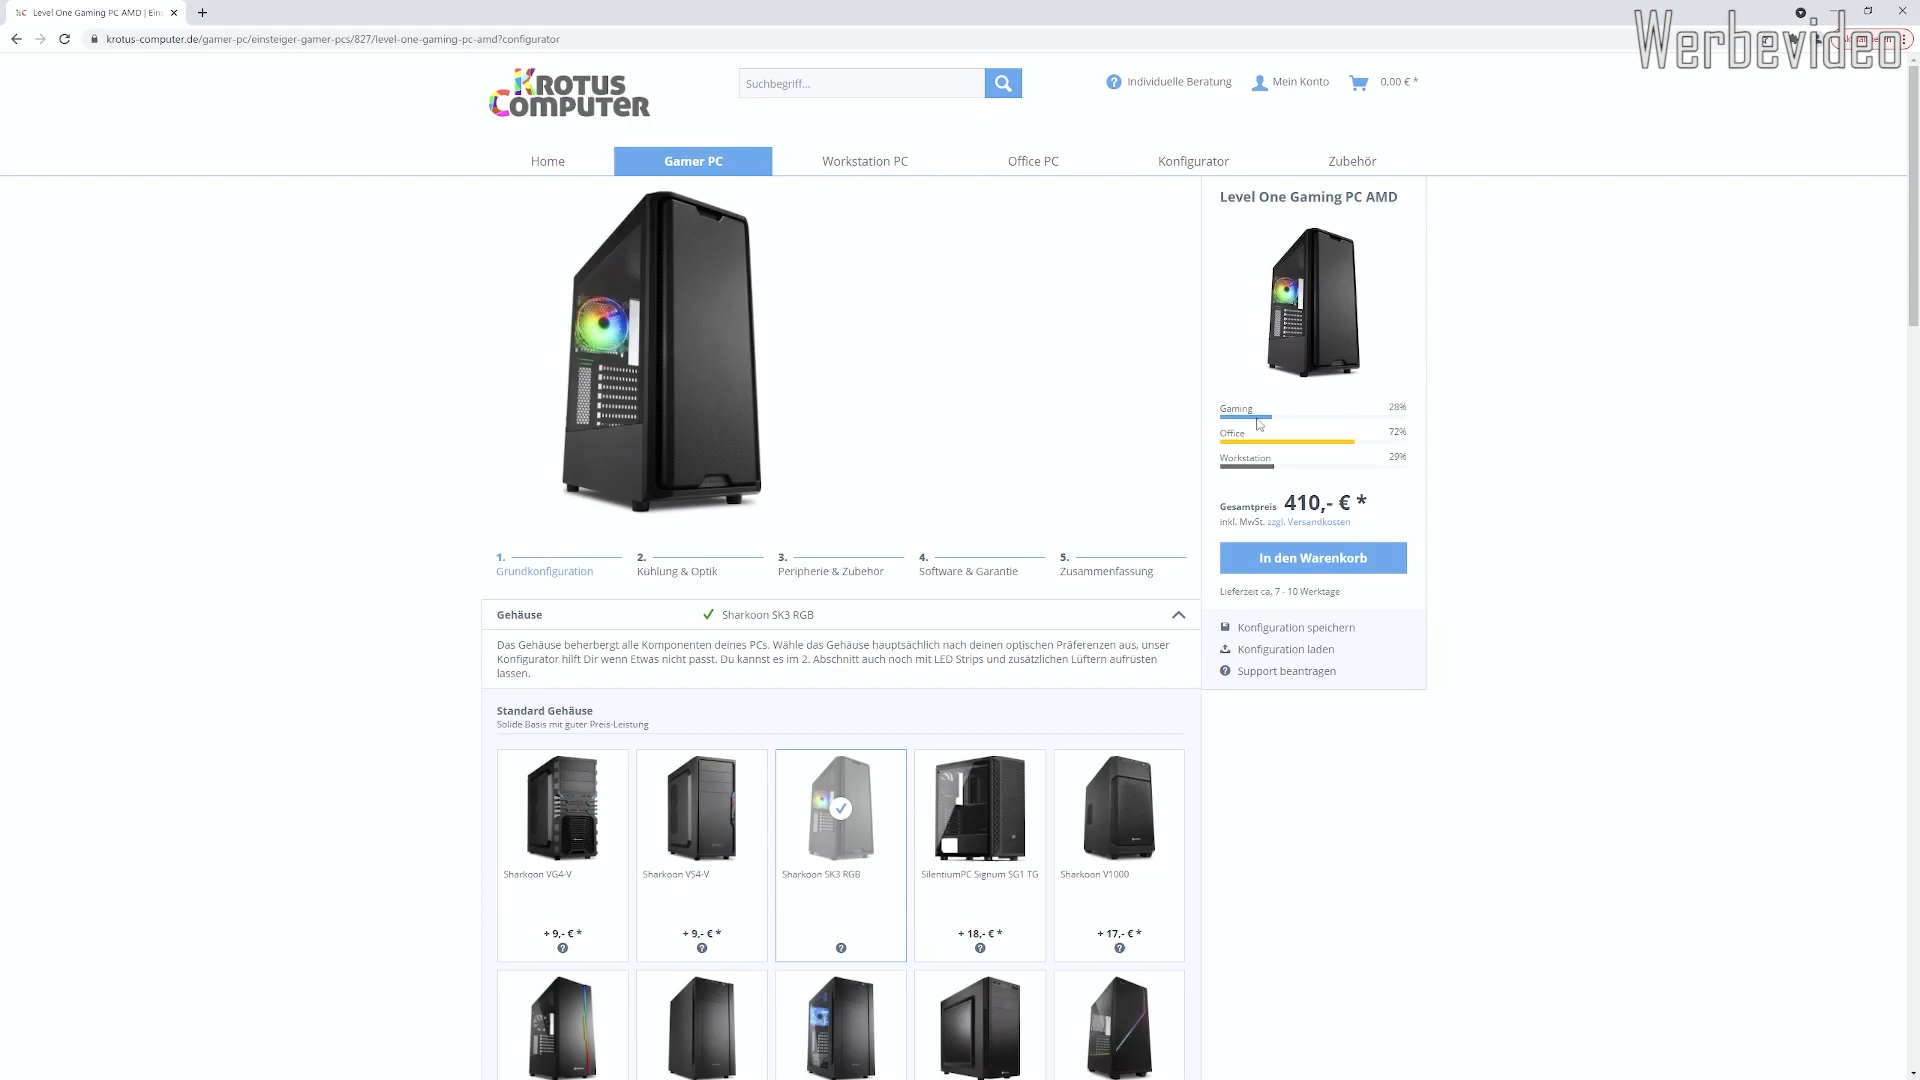 Level One Gaming PC AMD | Ein
krotus-computer.de/gamer-pc/einsteiger-gamer-pcs/827/level-one-gaming-pc-amd?configurator
Werbevideo
KROTUS
COMPUTER
Suchbegriff...
Individuelle Beratung
Mein Konto
0,00 € *
Home
Gamer PC
Workstation PC
Office PC
Konfigurator
Zubehör
Level One Gaming PC AMD
Gaming 28%
Office 72%
Workstation 29%
Gesamtpreis 410,- € *
inkl. MwSt. zzgl. Versandkosten
In den Warenkorb
Lieferzeit ca. 7 - 10 Werktage
Konfiguration speichern
Konfiguration laden
Support beantragen
1.
Grundkonfiguration
2.
Kühlung & Optik
3.
Peripherie & Zubehör
4.
Software & Garantie
5.
Zusammenfassung
Gehäuse
Sharkoon SK3 RGB
Das Gehäuse beherbergt alle Komponenten deines PCs. Wähle das Gehäuse hauptsächlich nach deinen optischen Präferenzen aus, unser
Konfigurator hilft Dir wenn Etwas nicht passt. Du kannst es im 2. Abschnitt auch noch mit LED Strips und zusätzlichen Lüftern aufrüsten
lassen.
Standard Gehäuse
Solide Basis mit guter Preis-Leistung
Sharkoon VG4-V
+ 9,- € *
Sharkoon VS4-V
+ 9,- € *
Sharkoon SK3 RGB
SilentiumPC Signum SG1 TG
+ 18,- € *
Sharkoon V1000
+ 17,- € *